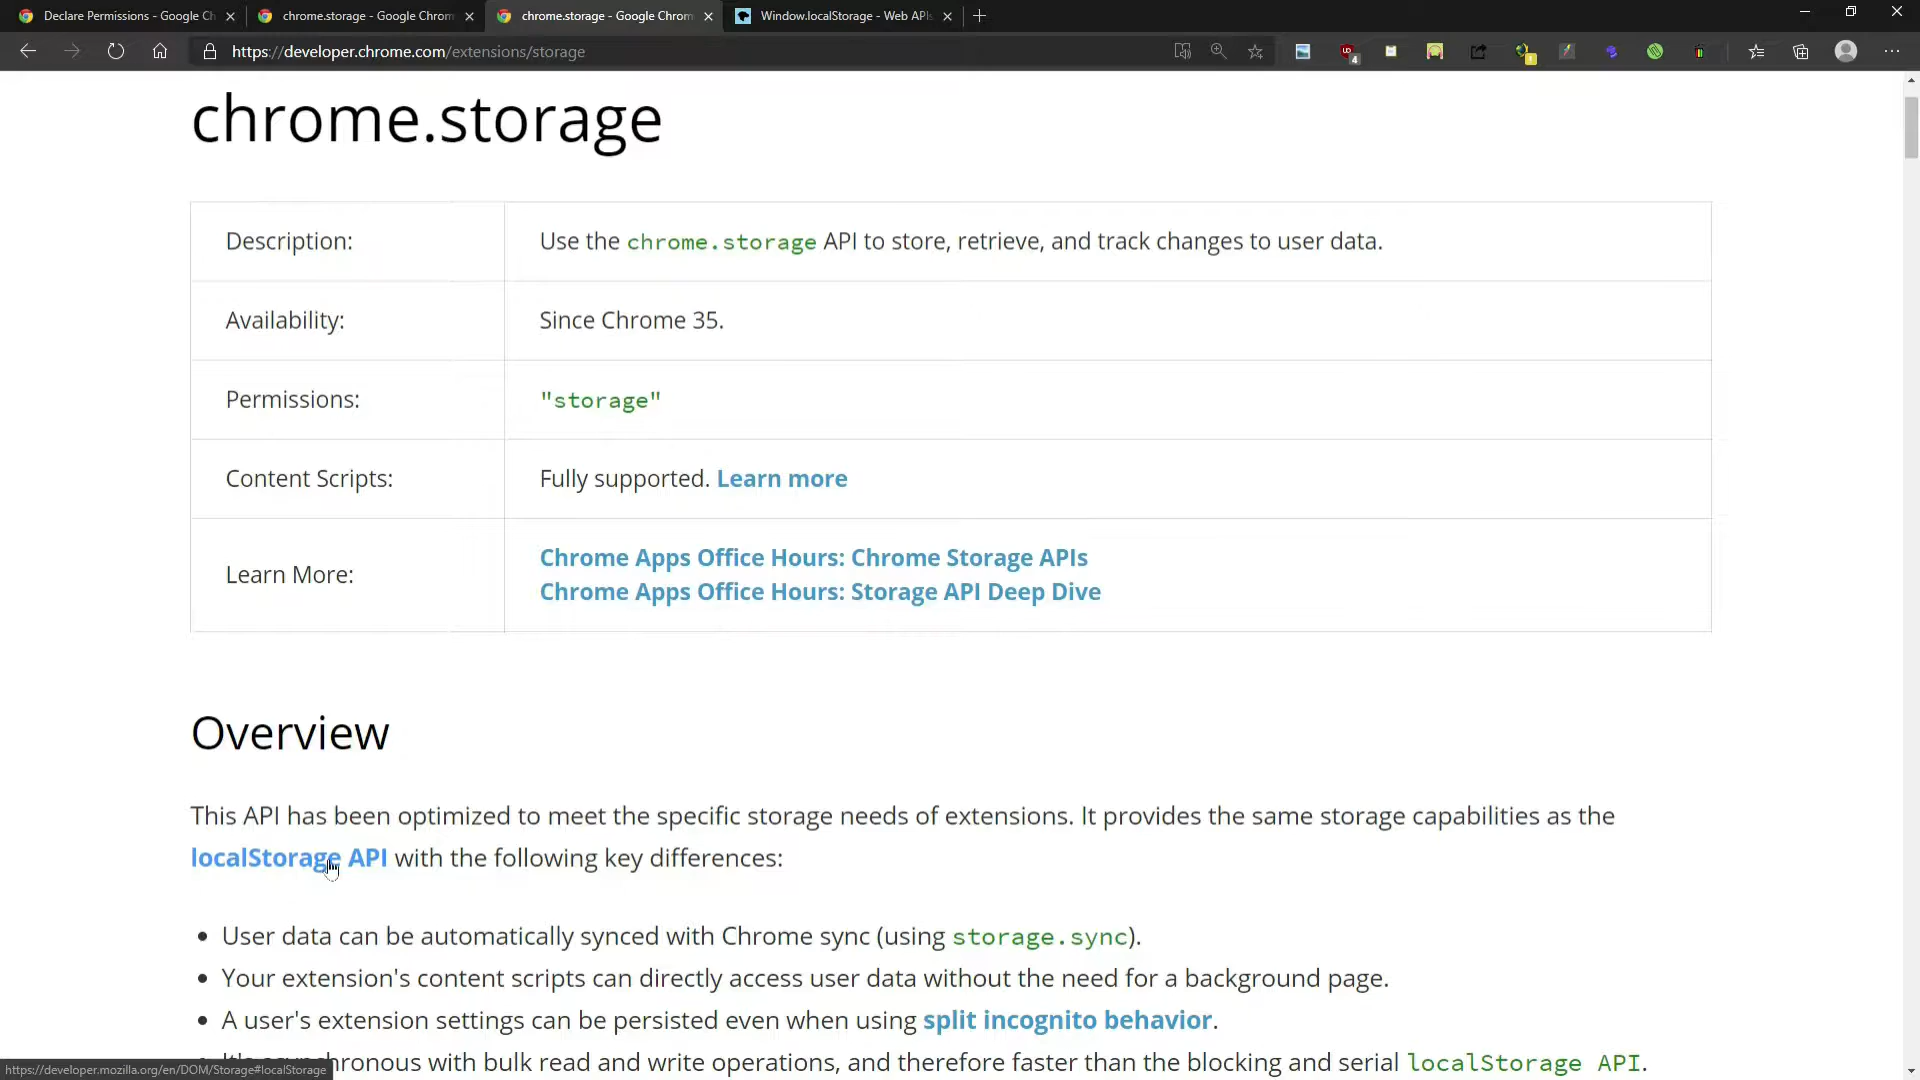 Declare Permissions - Google Ch
chrome.storage - Google Chrom
chrome.storage - Google Chrom
Window.localStorage - Web APIs
https://developer.chrome.com/extensions/storage
4
chrome.storage
Description:
Use the chrome.storage API to store, retrieve, and track changes to user data.
Availability:
Since Chrome 35.
Permissions:
"storage"
Content Scripts:
Fully supported. Learn more
Learn More:
Chrome Apps Office Hours: Chrome Storage APIs
Chrome Apps Office Hours: Storage API Deep Dive
Overview
This API has been optimized to meet the specific storage needs of extensions. It provides the same storage capabilities as the
localStorage API with the following key differences:
• User data can be automatically synced with Chrome sync (using storage.sync).
• Your extension's content scripts can directly access user data without the need for a background page.
• A user's extension settings can be persisted even when using split incognito behavior.
• It's asynchronous with bulk read and write operations, and therefore faster than the blocking and serial localStorage API.
https://developer.mozilla.org/en/DOM/Storage#localStorage